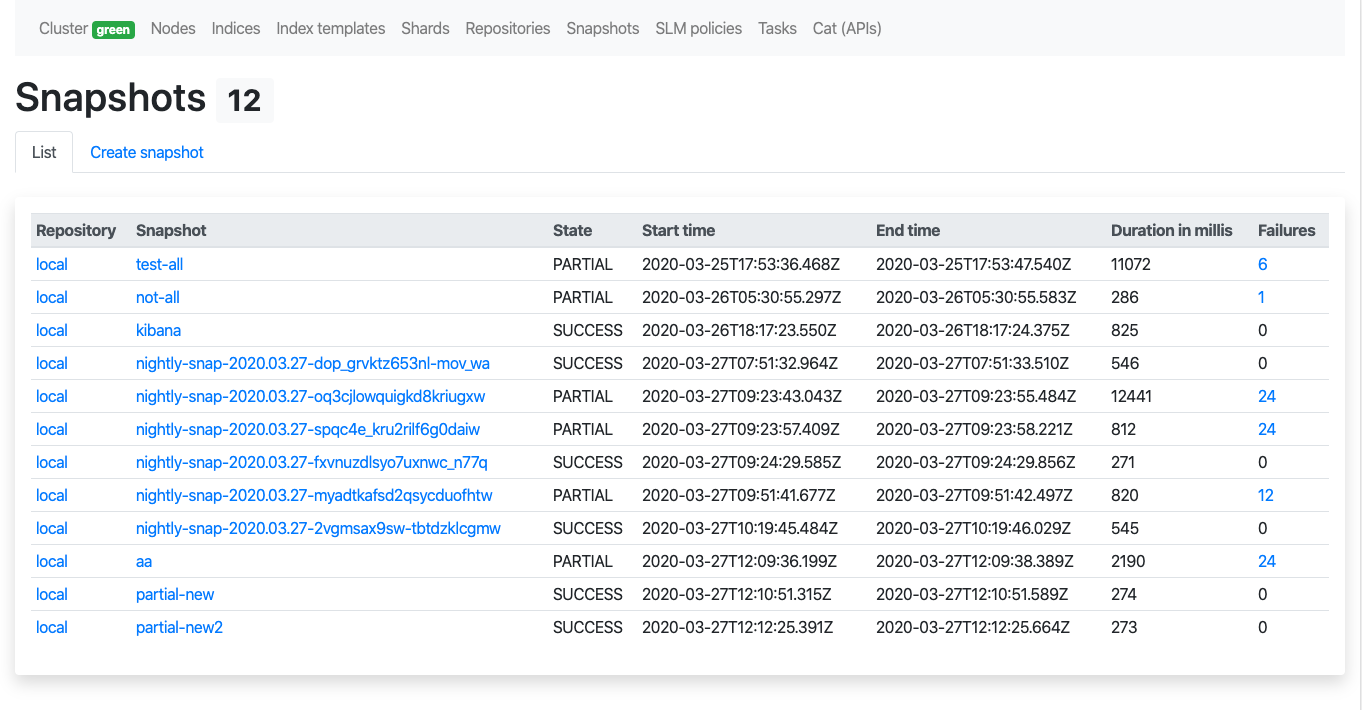 Cluster green Nodes Indices Index templates Shards Repositories Snapshots SLM policies Tasks Cat (APIs)
Snapshots 12
List Create snapshot
Repository Snapshot State Start time End time Duration in millis Failures
local test-all PARTIAL 2020-03-25T17:53:36.468Z 2020-03-25T17:53:47.540Z 11072 6
local not-all PARTIAL 2020-03-26T05:30:55.297Z 2020-03-26T05:30:55.583Z 286 1
local kibana SUCCESS 2020-03-26T18:17:23.550Z 2020-03-26T18:17:24.375Z 825 0
local nightly-snap-2020.03.27-dop_grvktz653nl-mov_wa SUCCESS 2020-03-27T07:51:32.964Z 2020-03-27T07:51:33.510Z 546 0
local nightly-snap-2020.03.27-oq3cjlowquigkd8kriugxw PARTIAL 2020-03-27T09:23:43.043Z 2020-03-27T09:23:55.484Z 12441 24
local nightly-snap-2020.03.27-spqc4e_kru2rilf6g0daiw PARTIAL 2020-03-27T09:23:57.409Z 2020-03-27T09:23:58.221Z 812 24
local nightly-snap-2020.03.27-fxvnuzdlsyo7uxnwc_n77q SUCCESS 2020-03-27T09:24:29.585Z 2020-03-27T09:24:29.856Z 271 0
local nightly-snap-2020.03.27-myadtkafsd2qsycduofhtw PARTIAL 2020-03-27T09:51:41.677Z 2020-03-27T09:51:42.497Z 820 12
local nightly-snap-2020.03.27-2vgmsax9sw-tbtdzklcgmw SUCCESS 2020-03-27T10:19:45.484Z 2020-03-27T10:19:46.029Z 545 0
local aa PARTIAL 2020-03-27T12:09:36.199Z 2020-03-27T12:09:38.389Z 2190 24
local partial-new SUCCESS 2020-03-27T12:10:51.315Z 2020-03-27T12:10:51.589Z 274 0
local partial-new2 SUCCESS 2020-03-27T12:12:25.391Z 2020-03-27T12:12:25.664Z 273 0